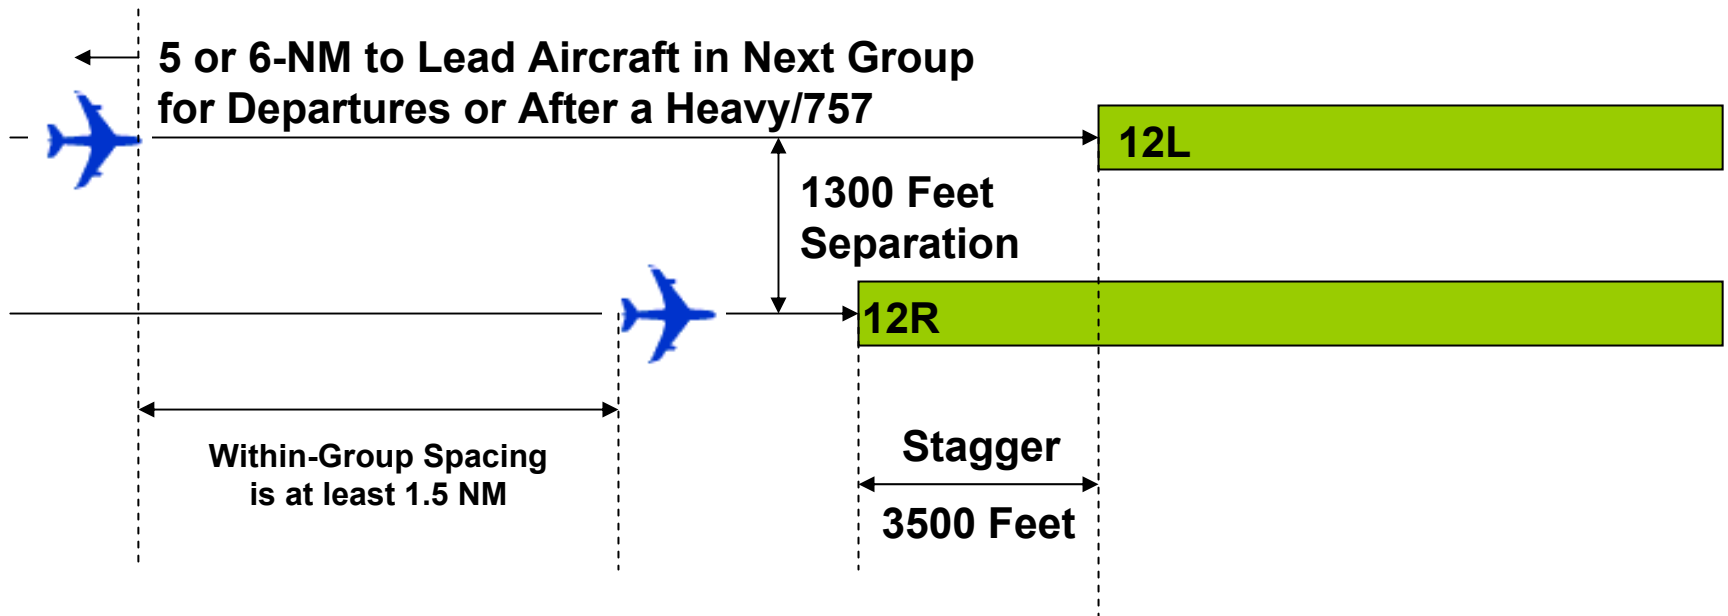 5 or 6-NM to Lead Aircraft in Next Group
for Departures or After a Heavy/757
12L
1300 Feet
Separation
12R
Within-Group Spacing
is at least 1.5 NM
Stagger
3500 Feet